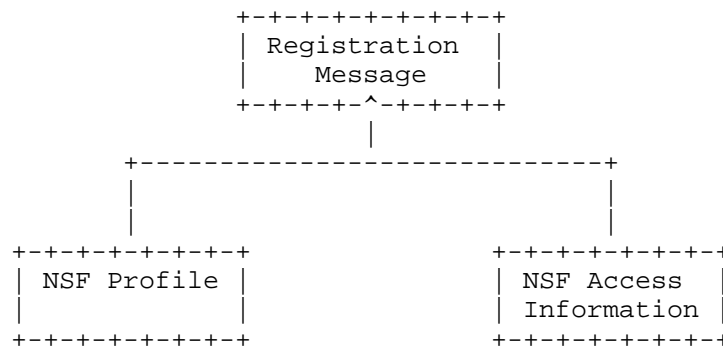 Registration
Message
NSF Profile
NSF Access
Information